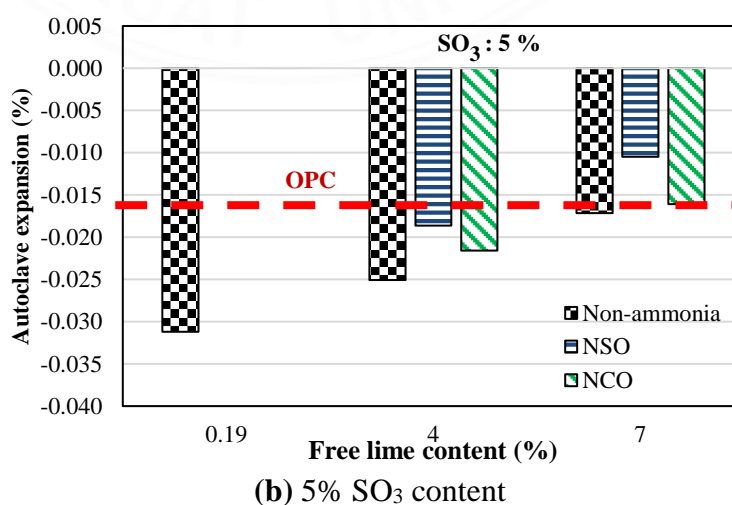 SO3 : 5 %
0.005
0.000
-0.005
-0.010
-0.015
-0.020
-0.025
-0.030
-0.035
-0.040
Autoclave expansion (%)
OPC
Non-ammonia
NSO
NCO
0.19 4 7
Free lime content (%)
(b) 5% SO3 content